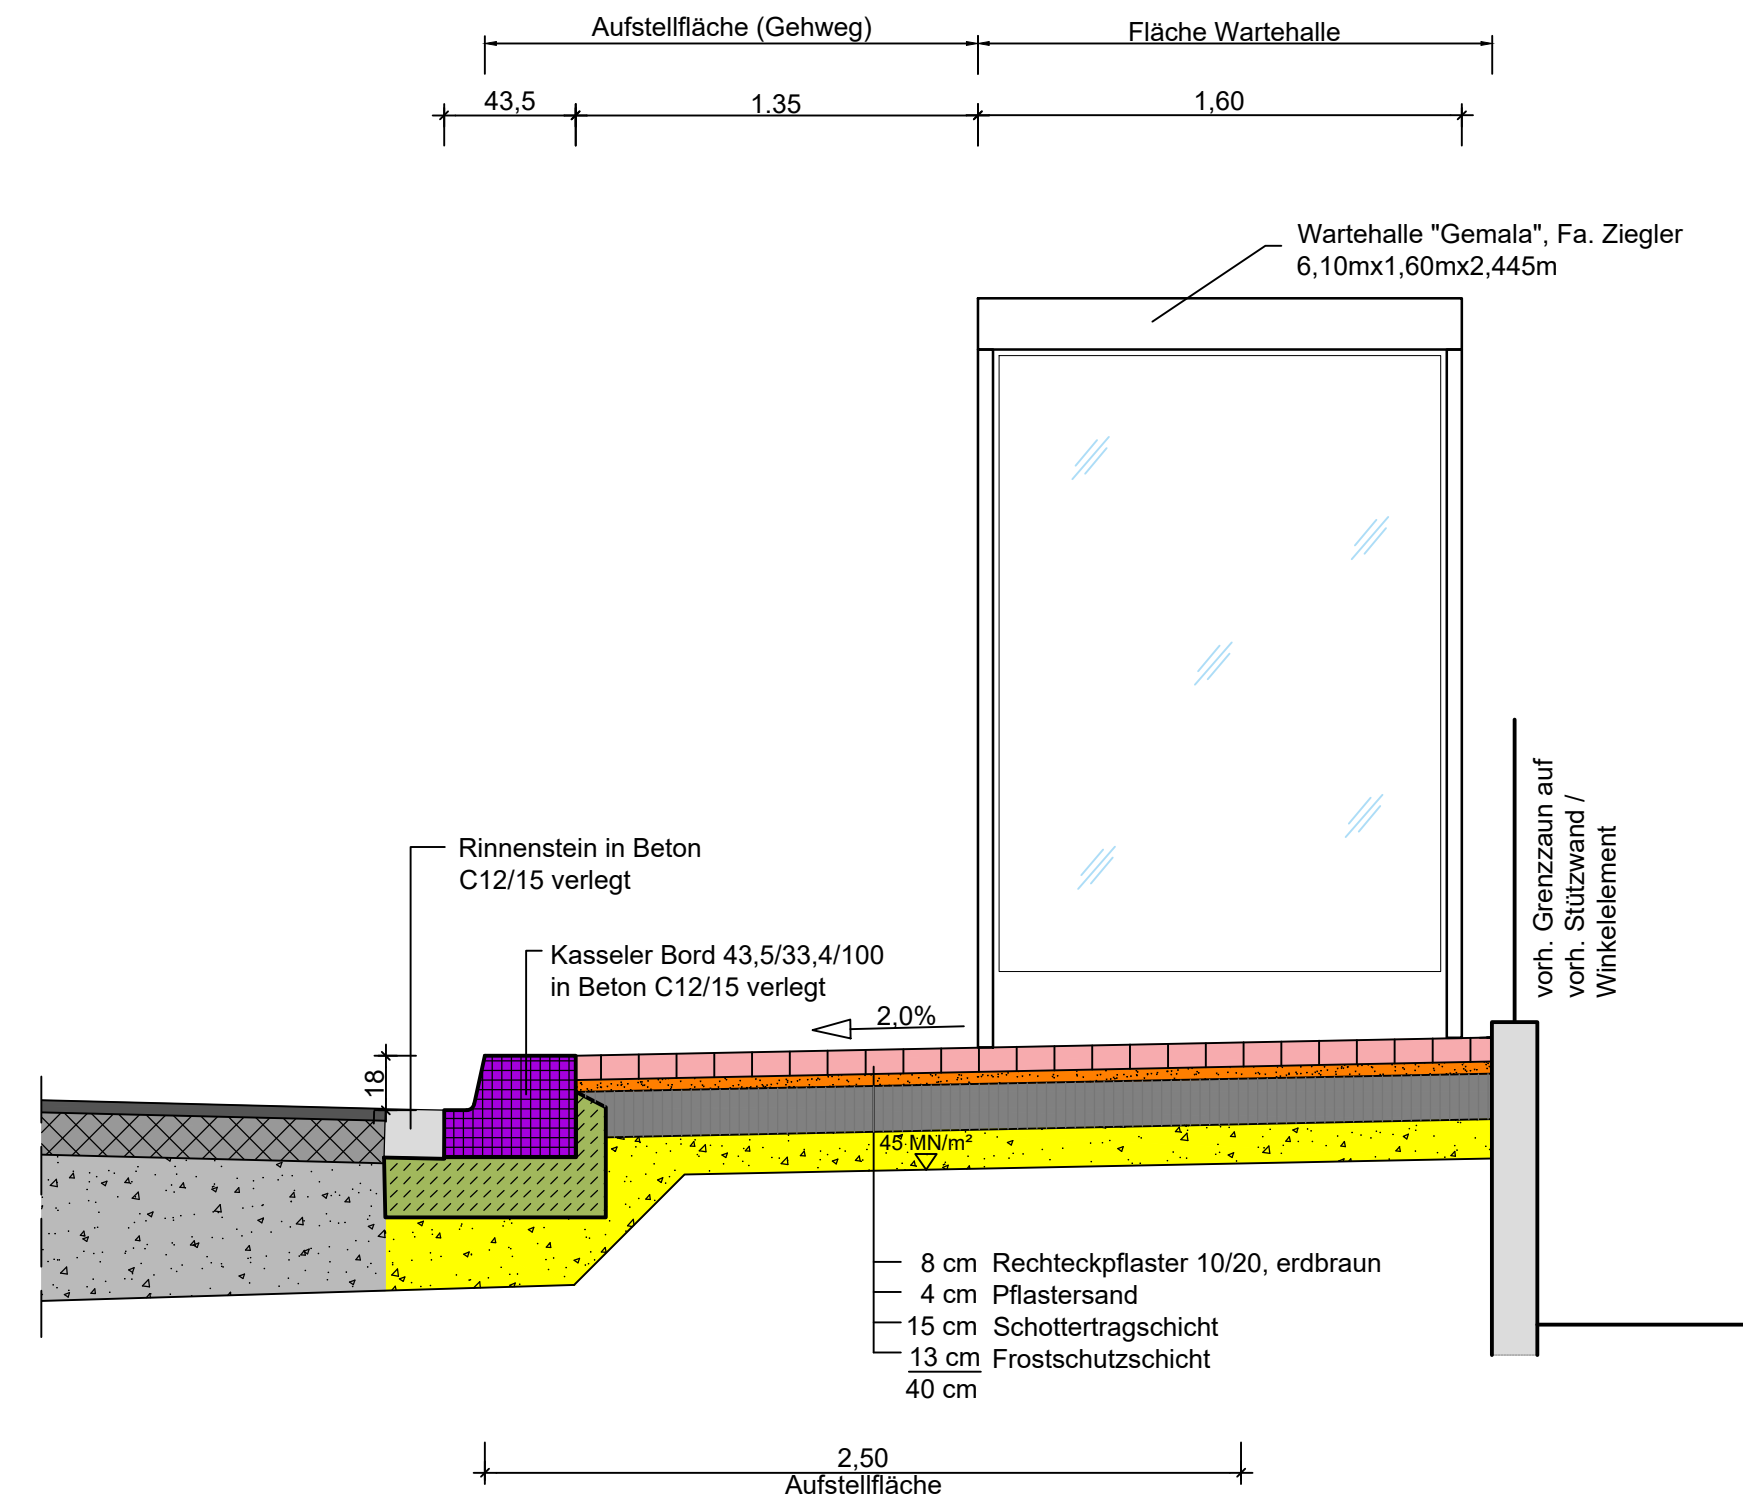 Aufstellfläche (Gehweg)
Fläche Wartehalle
43,5
1.35
1,60
Wartehalle "Gemala", Fa. Ziegler
6,10mx1,60mx2,445m
vorh. Grenzzaun auf
vorh. Stützwand /
Winkelelement
Rinnenstein in Beton
C12/15 verlegt
Kasseler Bord 43,5/33,4/100
in Beton C12/15 verlegt
2,0%
18
45 MN/m²
8 cm Rechteckpflaster 10/20, erdbraun
4 cm Pflastersand
15 cm Schottertragschicht
13 cm Frostschutzschicht
40 cm
2,50
Aufstellfläche